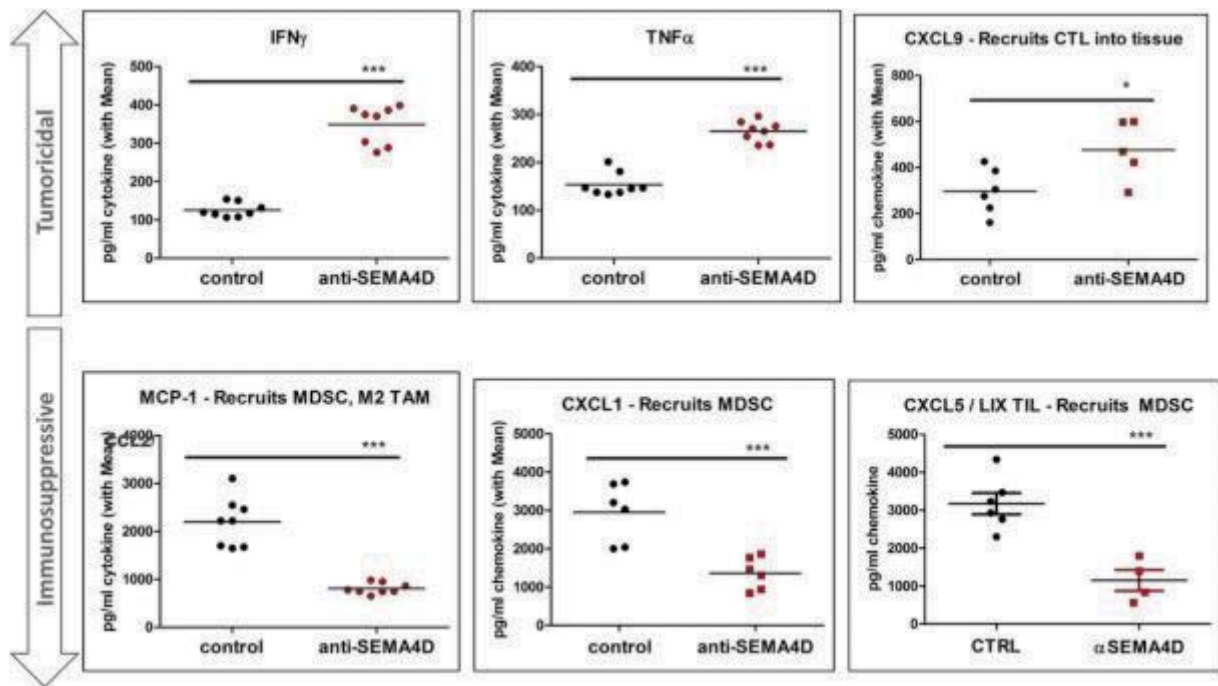 Tumoricidal
IFNγ
pg/ml cytokine (with Mean)
500
400
300
200
100
0
***
control
anti-SEMA4D
TNFα
pg/ml cytokine (with Mean)
400
300
200
100
0
***
control
anti-SEMA4D
CXCL9 - Recruits CTL into tissue
pg/ml chemokine (with Mean)
800
600
400
200
0
*
control
anti-SEMA4D
Immunosuppressive
MCP-1 - Recruits MDSC, M2 TAM
CCL2
pg/ml cytokine (with Mean)
4000
3000
2000
1000
0
***
control
anti-SEMA4D
CXCL1 - Recruits MDSC
pg/ml chemokine (with Mean)
5000
4000
3000
2000
1000
0
***
control
anti-SEMA4D
CXCL5 / LIX TIL - Recruits MDSC
pg/ml chemokine
5000
4000
3000
2000
1000
0
***
CTRL
αSEMA4D